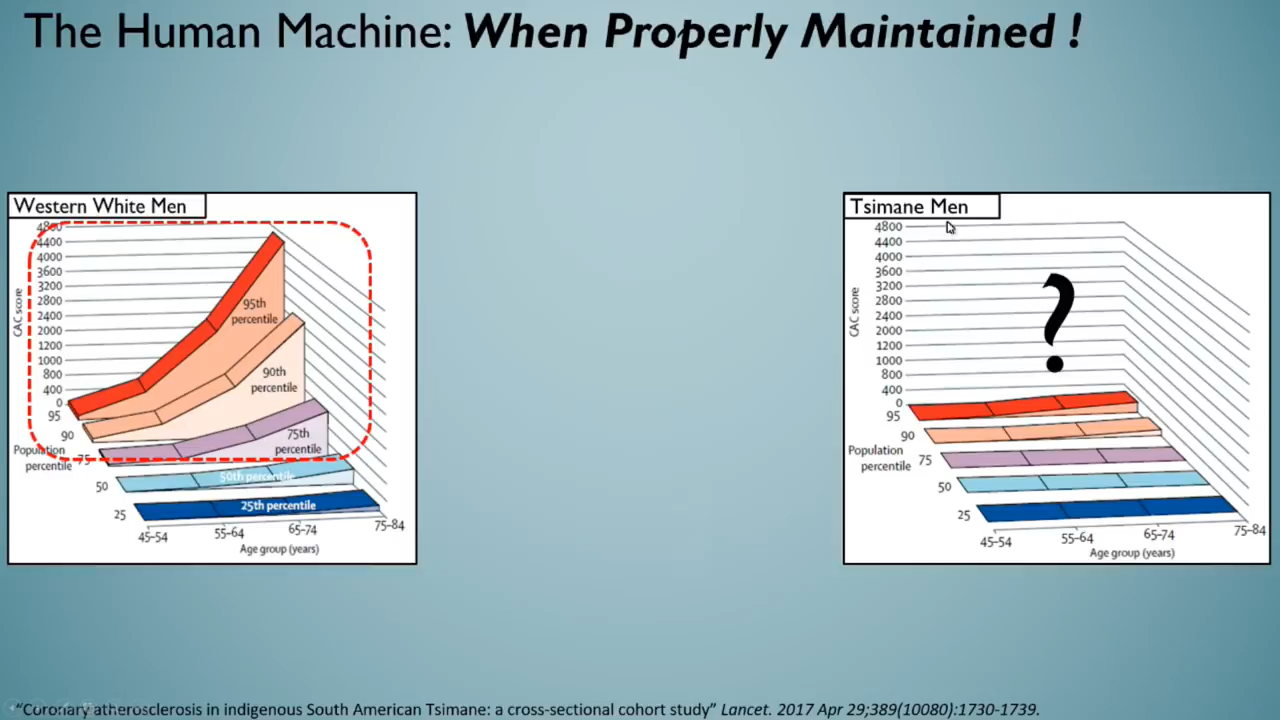 The Human Machine: When Properly Maintained !
Western White Men
4800
4400
4000
3600
3200
2800
2400
2000
1200
1000
800
400
0
CAC score
95
90
75
50
25
Population
percentile
95th
percentile
90th
percentile
75th
percentile
50th percentile
25th percentile
45–54
55–64
65–74
75–84
Age group (years)
Tsimane Men
4800
4400
4000
3600
3200
2800
2400
2000
1200
1000
800
400
0
CAC score
?
95
90
75
50
25
Population
percentile
45–54
55–64
65–74
75–84
Age group (years)
“Coronary atherosclerosis in indigenous South American Tsimane: a cross-sectional cohort study” Lancet. 2017 Apr 29;389(10080):1730-1739.